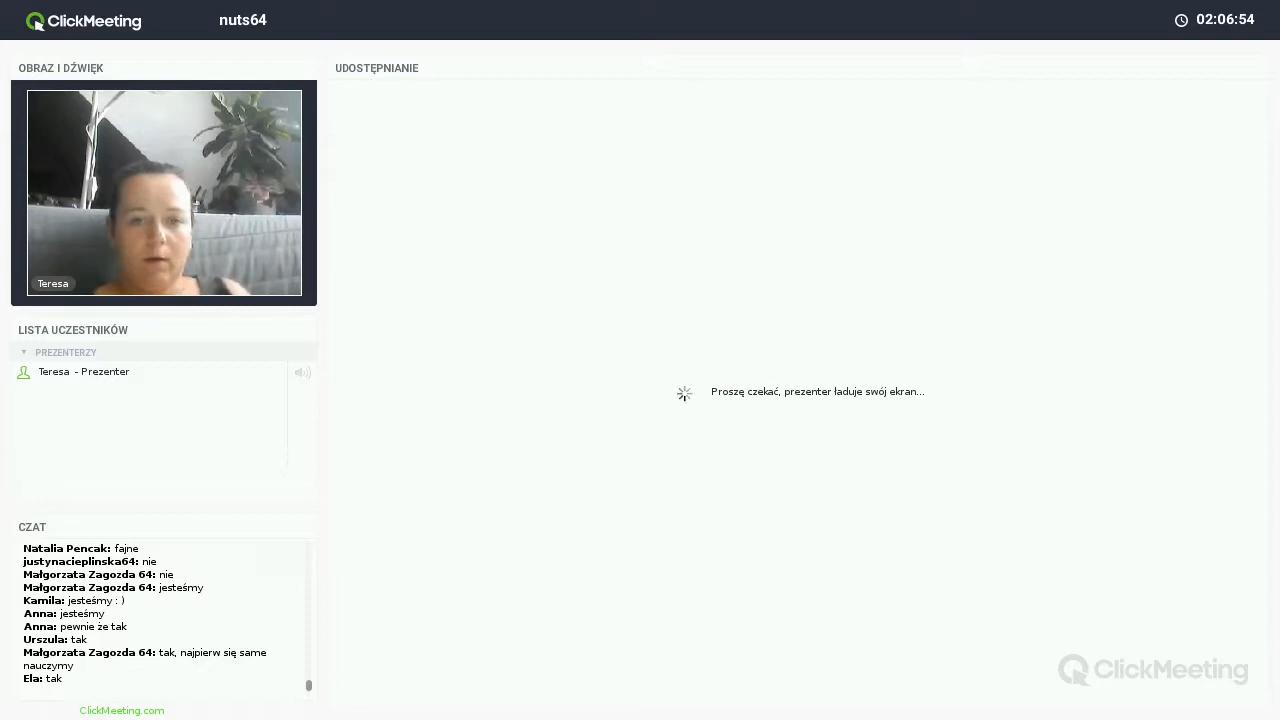 ClickMeeting
nuts64
02:06:54
OBRAZ I DŹWIĘK
UDOSTĘPNIANIE
Teresa
LISTA UCZESTNIKÓW
PREZENTERZY
Teresa - Prezenter
Proszę czekać, prezenter ładuje swój ekran...
CZAT
Natalia Pencak: fajne
justynacieplinska64: nie
Małgorzata Zagozda 64: nie
Małgorzata Zagozda 64: jesteśmy
Kamila: jesteśmy : )
Anna: jesteśmy
Anna: pewnie że tak
Urszula: tak
Małgorzata Zagozda 64: tak, najpierw się same
nauczymy
Ela: tak
ClickMeeting
ClickMeeting.com